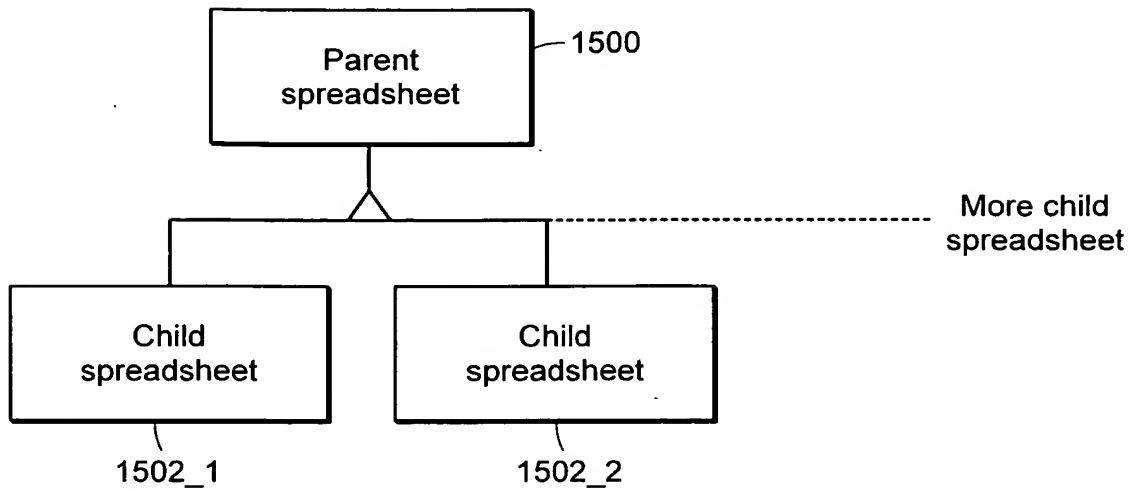 Parent
spreadsheet
1500
More child
spreadsheet
Child
spreadsheet
Child
spreadsheet
1502_1
1502_2